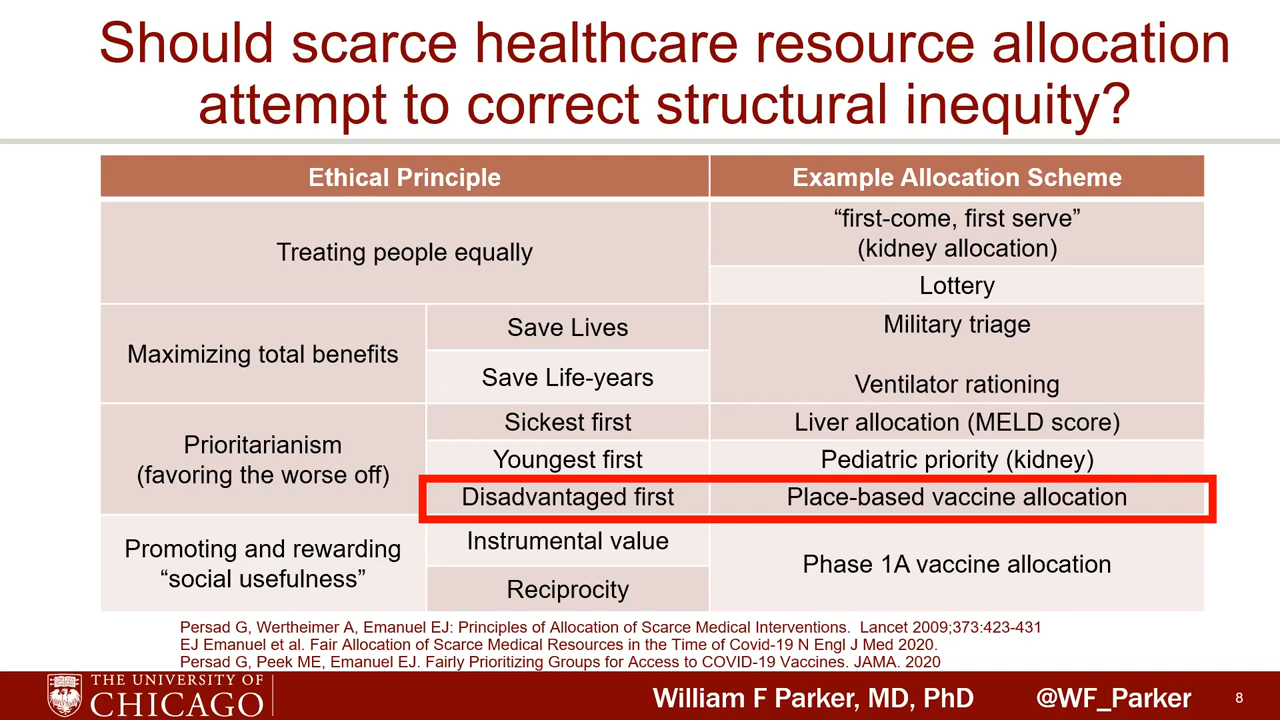 Should scarce healthcare resource allocation
attempt to correct structural inequity?
Ethical Principle
Example Allocation Scheme
Treating people equally
“first-come, first serve”
(kidney allocation)
Lottery
Maximizing total benefits
Save Lives
Military triage
Save Life-years
Ventilator rationing
Prioritarianism
(favoring the worse off)
Sickest first
Liver allocation (MELD score)
Youngest first
Pediatric priority (kidney)
Disadvantaged first
Place-based vaccine allocation
Promoting and rewarding
“social usefulness”
Instrumental value
Phase 1A vaccine allocation
Reciprocity
Persad G, Wertheimer A, Emanuel EJ: Principles of Allocation of Scarce Medical Interventions. Lancet 2009;373:423-431
EJ Emanuel et al. Fair Allocation of Scarce Medical Resources in the Time of Covid-19 N Engl J Med 2020.
Persad G, Peek ME, Emanuel EJ. Fairly Prioritizing Groups for Access to COVID-19 Vaccines. JAMA. 2020
THE UNIVERSITY OF
CHICAGO
William F Parker, MD, PhD
@WF_Parker
8